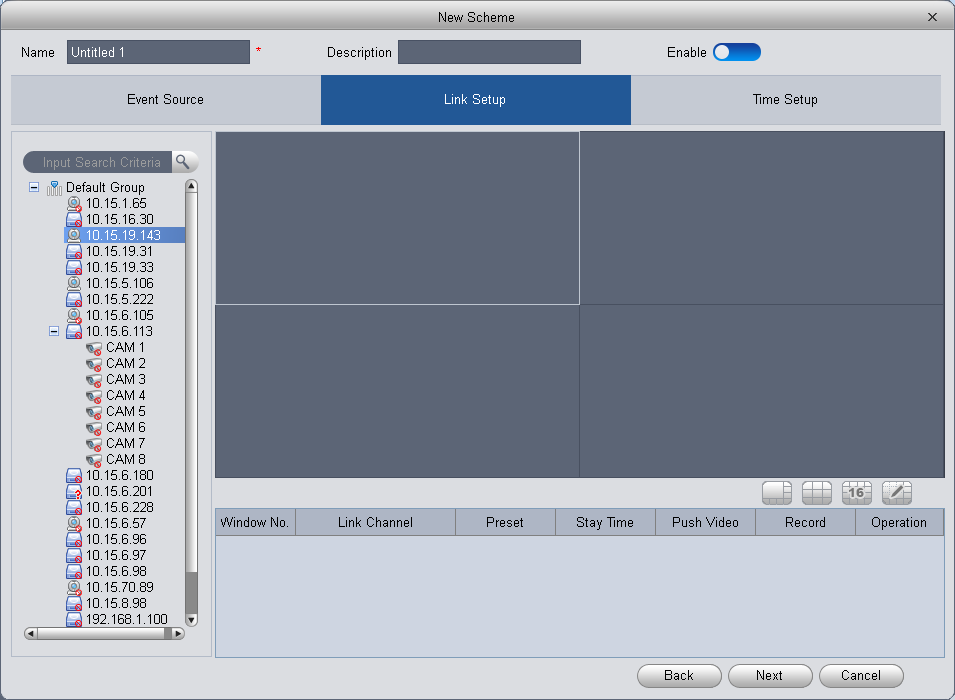 New Scheme
Name Untitled 1 * Description Enable
Event Source Link Setup Time Setup
Input Search Criteria
Default Group
10.15.1.65
10.15.16.30
10.15.19.143
10.15.19.31
10.15.19.33
10.15.5.106
10.15.5.222
10.15.6.105
10.15.6.113
CAM 1
CAM 2
CAM 3
CAM 4
CAM 5
CAM 6
CAM 7
CAM 8
10.15.6.180
10.15.6.201
10.15.6.228
10.15.6.57
10.15.6.96
10.15.6.97
10.15.6.98
10.15.70.89
10.15.8.98
192.168.1.100
16
Window No. Link Channel Preset Stay Time Push Video Record Operation
Back Next Cancel